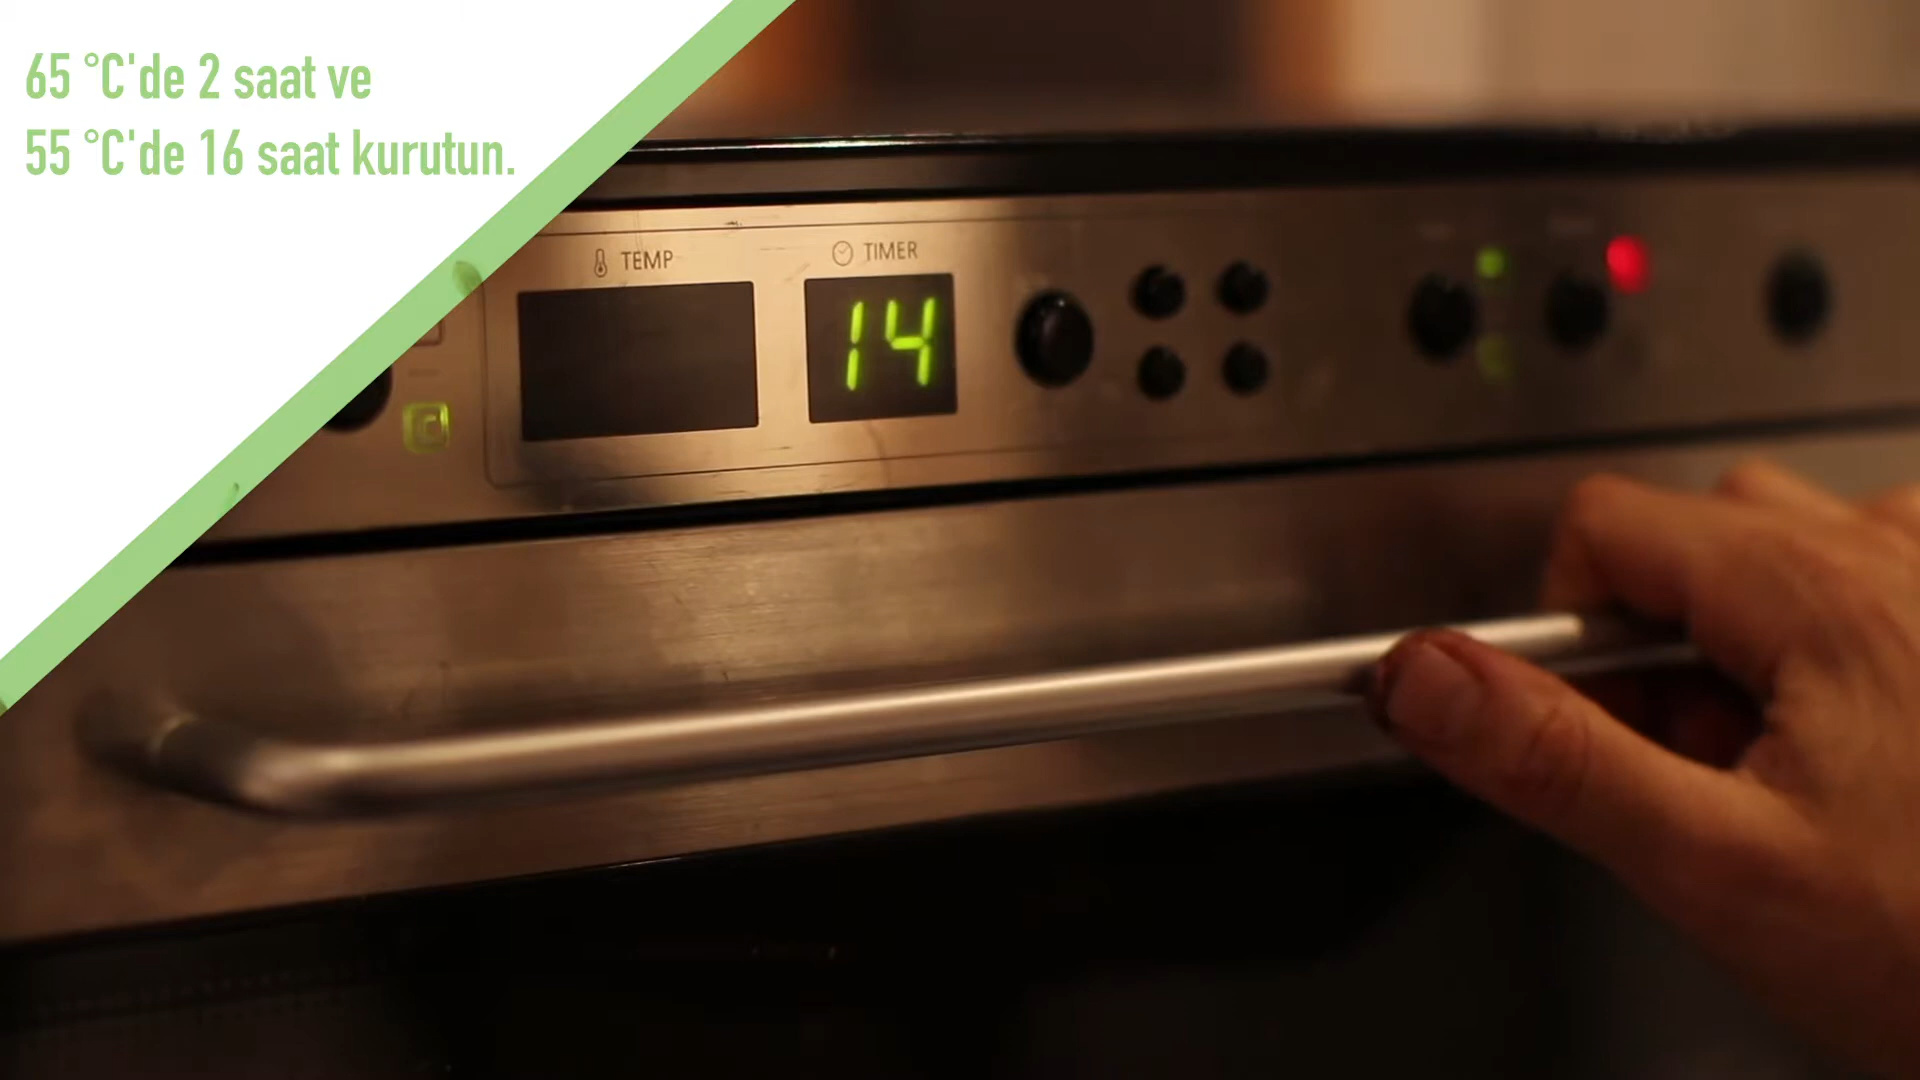 65 °C'de 2 saat ve
55 °C'de 16 saat kurutun.
TEMP
TIMER
14
C